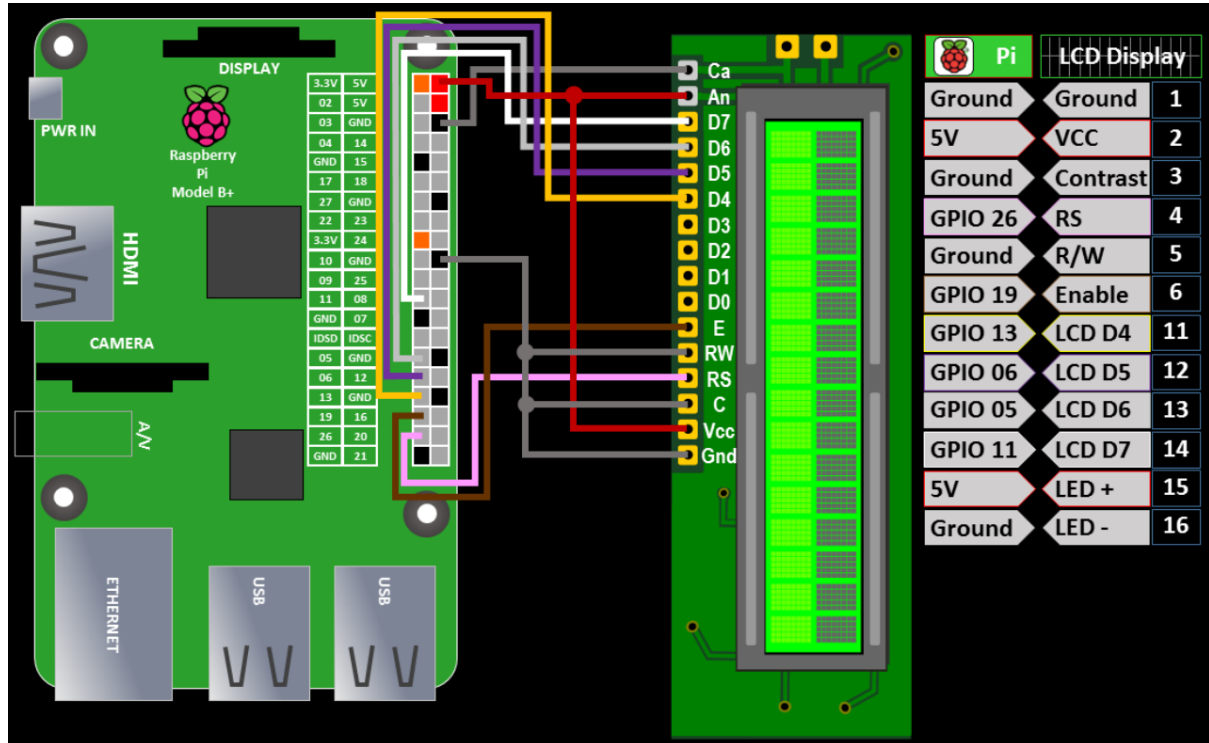 DISPLAY
PWR IN
Raspberry
Pi
Model B+
HDMI
CAMERA
A/V
ETHERNET
USB
USB
3.3V 5V
02 5V
03 GND
04 14
GND 15
17 18
27 GND
22 23
3.3V 24
10 GND
09 25
11 08
GND 07
IDSD IDSC
05 GND
06 12
13 GND
19 16
26 20
GND 21
Ca
An
D7
D6
D5
D4
D3
D2
D1
D0
E
RW
RS
C
Vcc
Gnd
Pi LCD Display
Ground Ground 1
5V VCC 2
Ground Contrast 3
GPIO 26 RS 4
Ground R/W 5
GPIO 19 Enable 6
GPIO 13 LCD D4 11
GPIO 06 LCD D5 12
GPIO 05 LCD D6 13
GPIO 11 LCD D7 14
5V LED + 15
Ground LED - 16